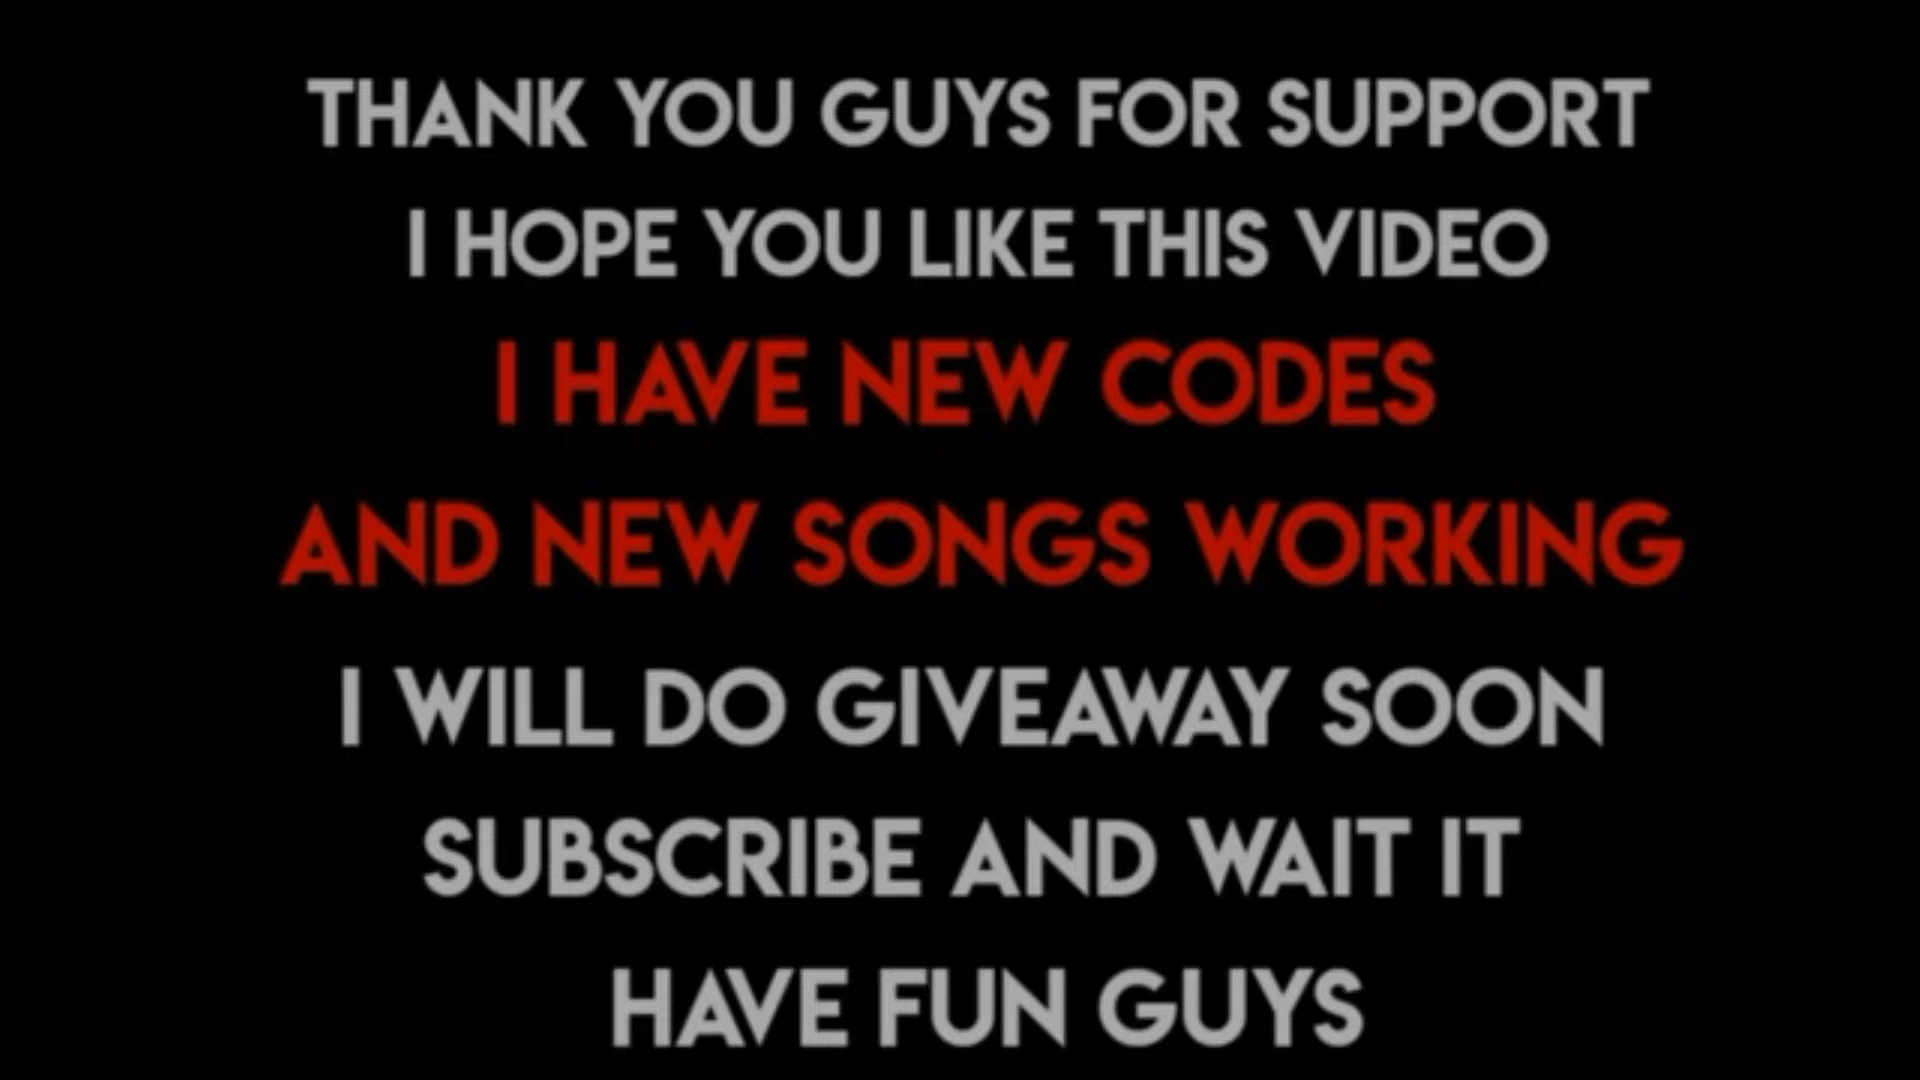 THANK YOU GUYS FOR SUPPORT
I HOPE YOU LIKE THIS VIDEO
I HAVE NEW CODES
AND NEW SONGS WORKING
I WILL DO GIVEAWAY SOON
SUBSCRIBE AND WAIT IT
HAVE FUN GUYS